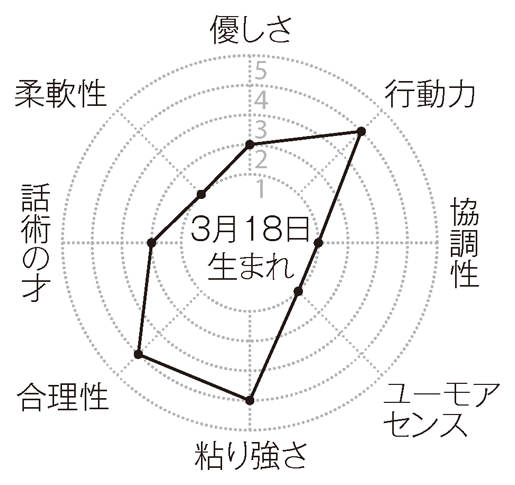 優しさ
行動力
協調性
ユーモア
センス
粘り強さ
合理性
話術の才
柔軟性
5
4
3
2
1
3月18日
生まれ